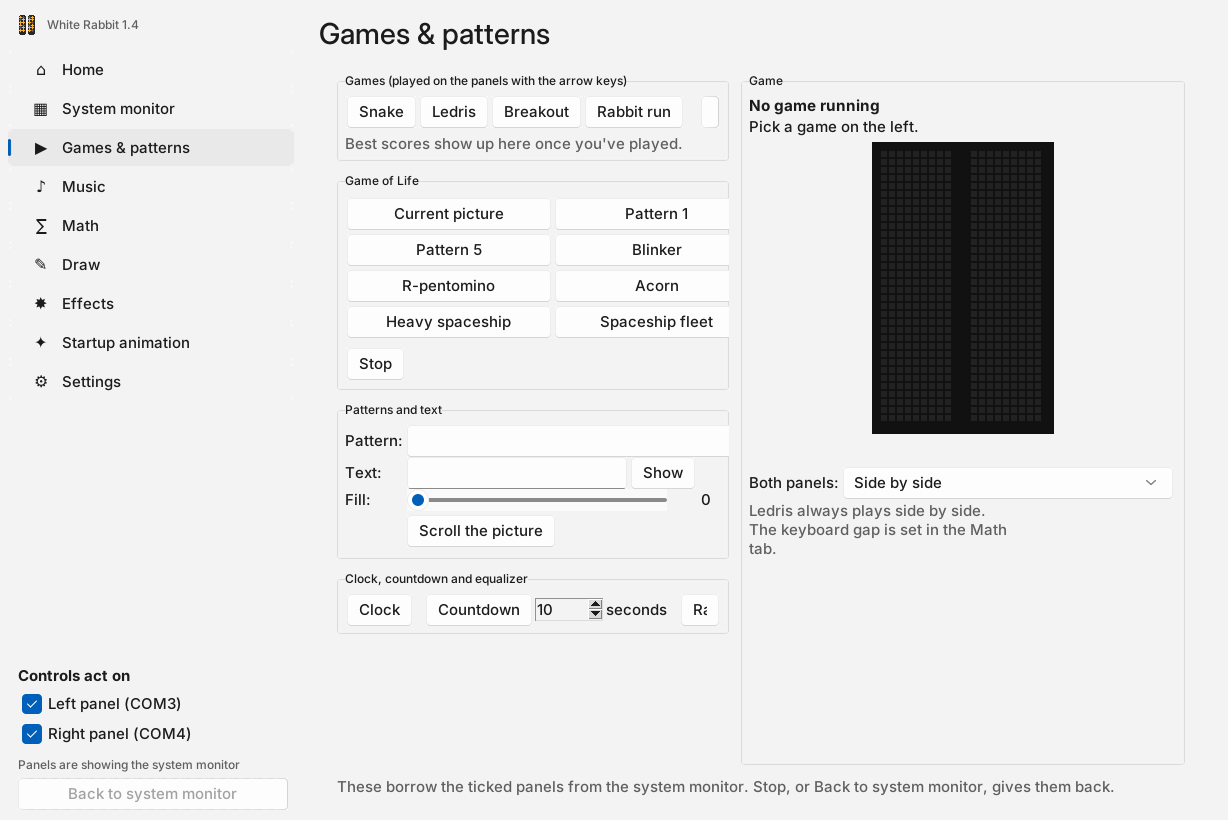 White Rabbit 1.4
Home
System monitor
Games & patterns
Music
Math
Draw
Effects
Startup animation
Settings
Controls act on
Left panel (COM3)
Right panel (COM4)
Panels are showing the system monitor
Back to system monitor
Games & patterns
Games (played on the panels with the arrow keys)
Snake Ledris Breakout Rabbit run
Best scores show up here once you've played.
Game of Life
Current picture Pattern 1
Pattern 5 Blinker
R-pentomino Acorn
Heavy spaceship Spaceship fleet
Stop
Patterns and text
Pattern:
Text: Show
Fill: 0
Scroll the picture
Clock, countdown and equalizer
Clock Countdown 10 seconds
Game
No game running
Pick a game on the left.
Both panels: Side by side
Ledris always plays side by side.
The keyboard gap is set in the Math
tab.
These borrow the ticked panels from the system monitor. Stop, or Back to system monitor, gives them back.